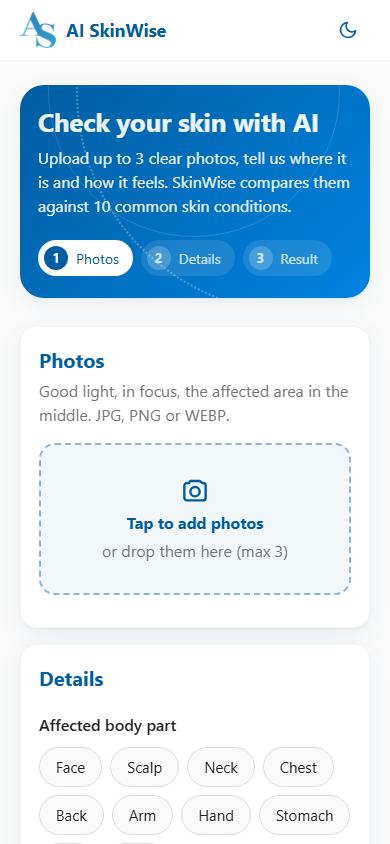 AS AI SkinWise
Check your skin with AI
Upload up to 3 clear photos, tell us where it
is and how it feels. SkinWise compares them
against 10 common skin conditions.
1 Photos 2 Details 3 Result
Photos
Good light, in focus, the affected area in the
middle. JPG, PNG or WEBP.
Tap to add photos
or drop them here (max 3)
Details
Affected body part
Face Scalp Neck Chest
Back Arm Hand Stomach